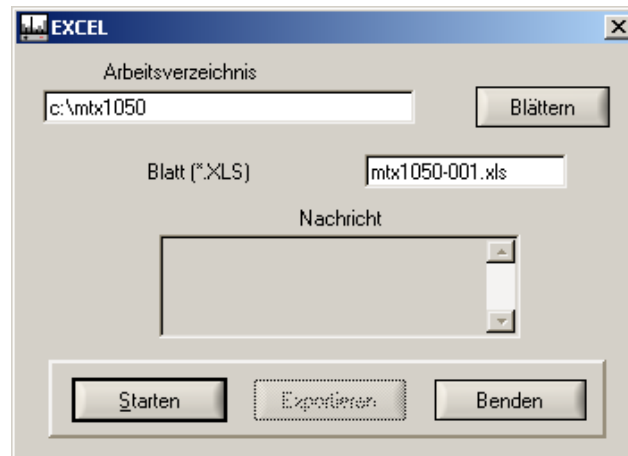 EXCEL
Arbeitsverzeichnis
c:\mtx1050
Blättern
Blatt (*.XLS)
mtx1050-001.xls
Nachricht
Starten Exportieren Benden